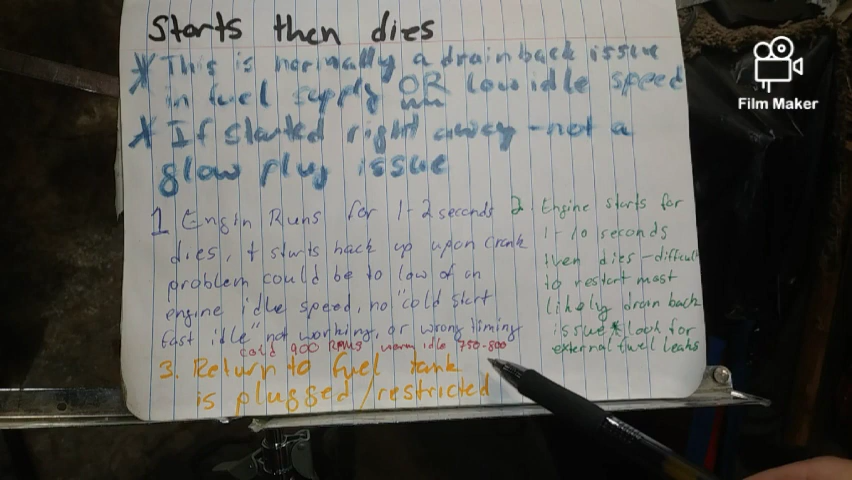 Starts then dies
* This is normally a drainback issue
in fuel supply OR low idle speed
* If started right away - not a
glow plug issue
1 Engin Runs for 1-2 seconds
dies, & starts back up upon crank
problem could be to low of an
engine idle speed, no "cold start
fast idle" not working, or wrong timing
cold 900 RPMS warm idle 750-800
2 Engine starts for
1-10 seconds
then dies - difficult
to restart most
likely drain back
issue * look for
external fuel leaks
3. Return to fuel tank
is plugged/restricted
Film Maker